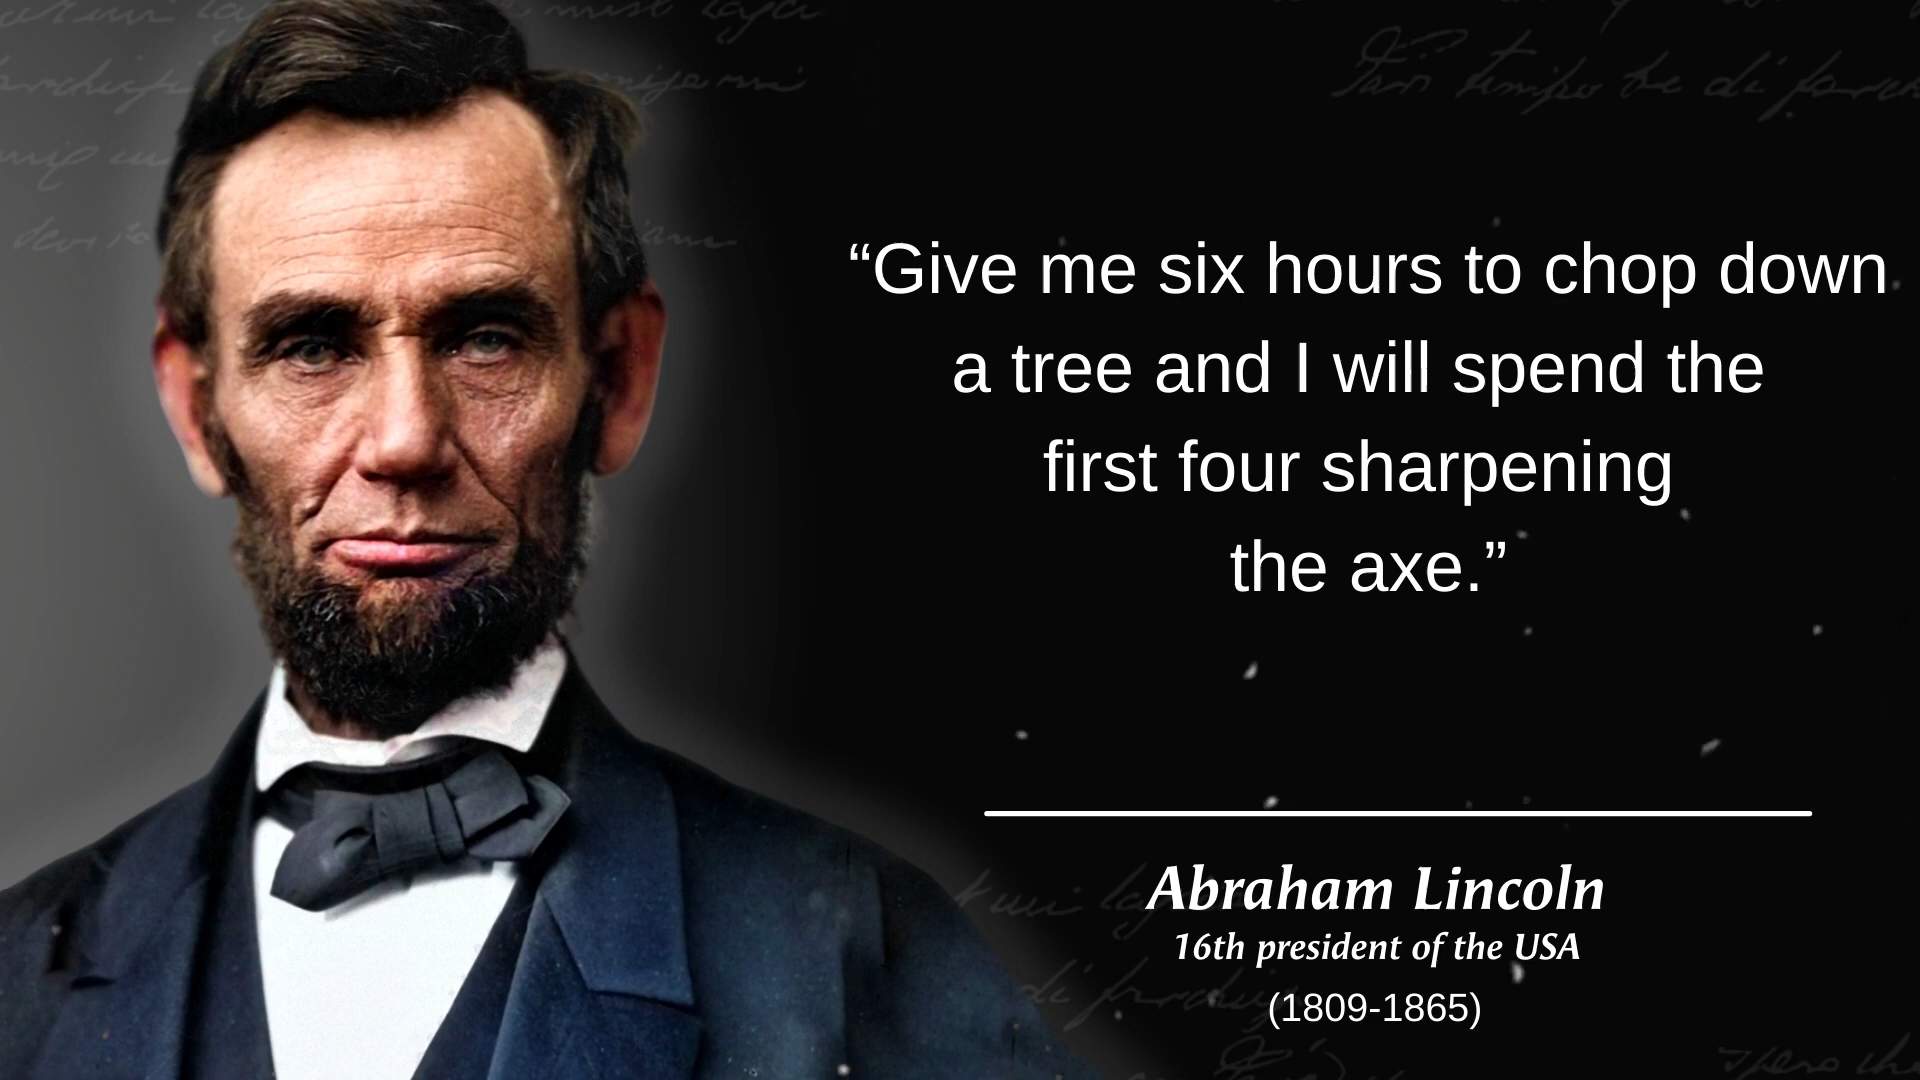 “Give me six hours to chop down
a tree and I will spend the
first four sharpening
the axe.”
Abraham Lincoln
16th president of the USA
(1809-1865)